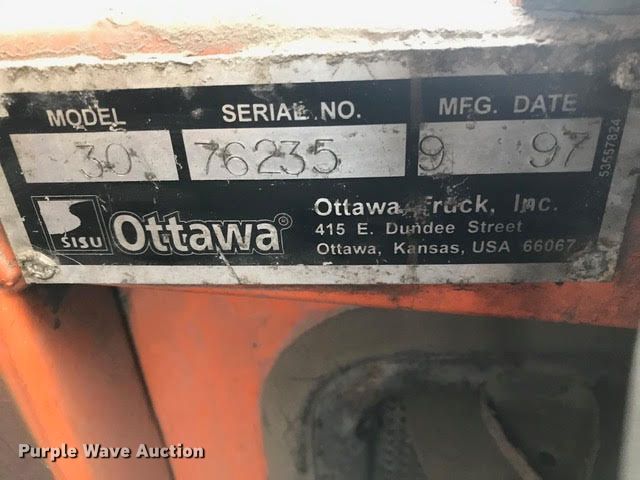 MODEL SERIAL NO. MFG. DATE
30 76235 9 97
53557824
SISU Ottawa®
Ottawa Truck, Inc.
415 E. Dundee Street
Ottawa, Kansas, USA 66067
Purple Wave Auction